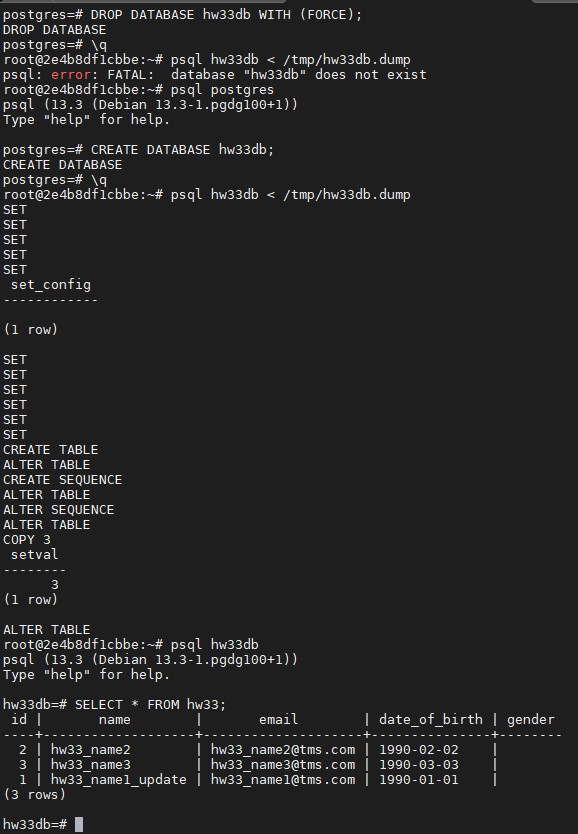 postgres=# DROP DATABASE hw33db WITH (FORCE);
DROP DATABASE
postgres=# \q
root@2e4b8df1cbbe:~# psql hw33db < /tmp/hw33db.dump
psql: error: FATAL:  database "hw33db" does not exist
root@2e4b8df1cbbe:~# psql postgres
psql (13.3 (Debian 13.3-1.pgdg100+1))
Type "help" for help.

postgres=# CREATE DATABASE hw33db;
CREATE DATABASE
postgres=# \q
root@2e4b8df1cbbe:~# psql hw33db < /tmp/hw33db.dump
SET
SET
SET
SET
SET
 set_config
------------

(1 row)

SET
SET
SET
SET
SET
SET
CREATE TABLE
ALTER TABLE
CREATE SEQUENCE
ALTER TABLE
ALTER SEQUENCE
ALTER TABLE
COPY 3
 setval
--------
      3
(1 row)

ALTER TABLE
root@2e4b8df1cbbe:~# psql hw33db
psql (13.3 (Debian 13.3-1.pgdg100+1))
Type "help" for help.

hw33db=# SELECT * FROM hw33;
 id |       name        |       email        | date_of_birth | gender
----+-------------------+--------------------+---------------+--------
  2 | hw33_name2        | hw33_name2@tms.com | 1990-02-02    |
  3 | hw33_name3        | hw33_name3@tms.com | 1990-03-03    |
  1 | hw33_name1_update | hw33_name1@tms.com | 1990-01-01    |
(3 rows)

hw33db=#